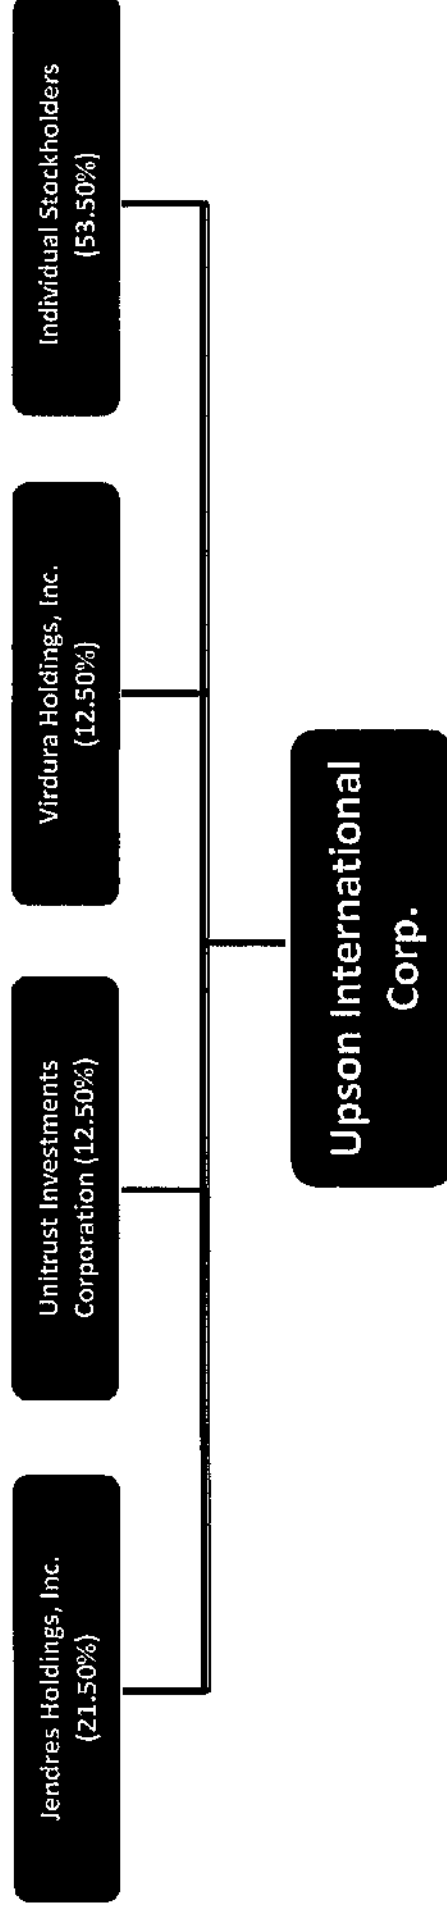 Jendres Holdings, Inc.
(21.50%)
Unitrust Investments
Corporation (12.50%)
Virdura Holdings, Inc.
(12.50%)
Individual Stockholders
(53.50%)
Upson International
Corp.